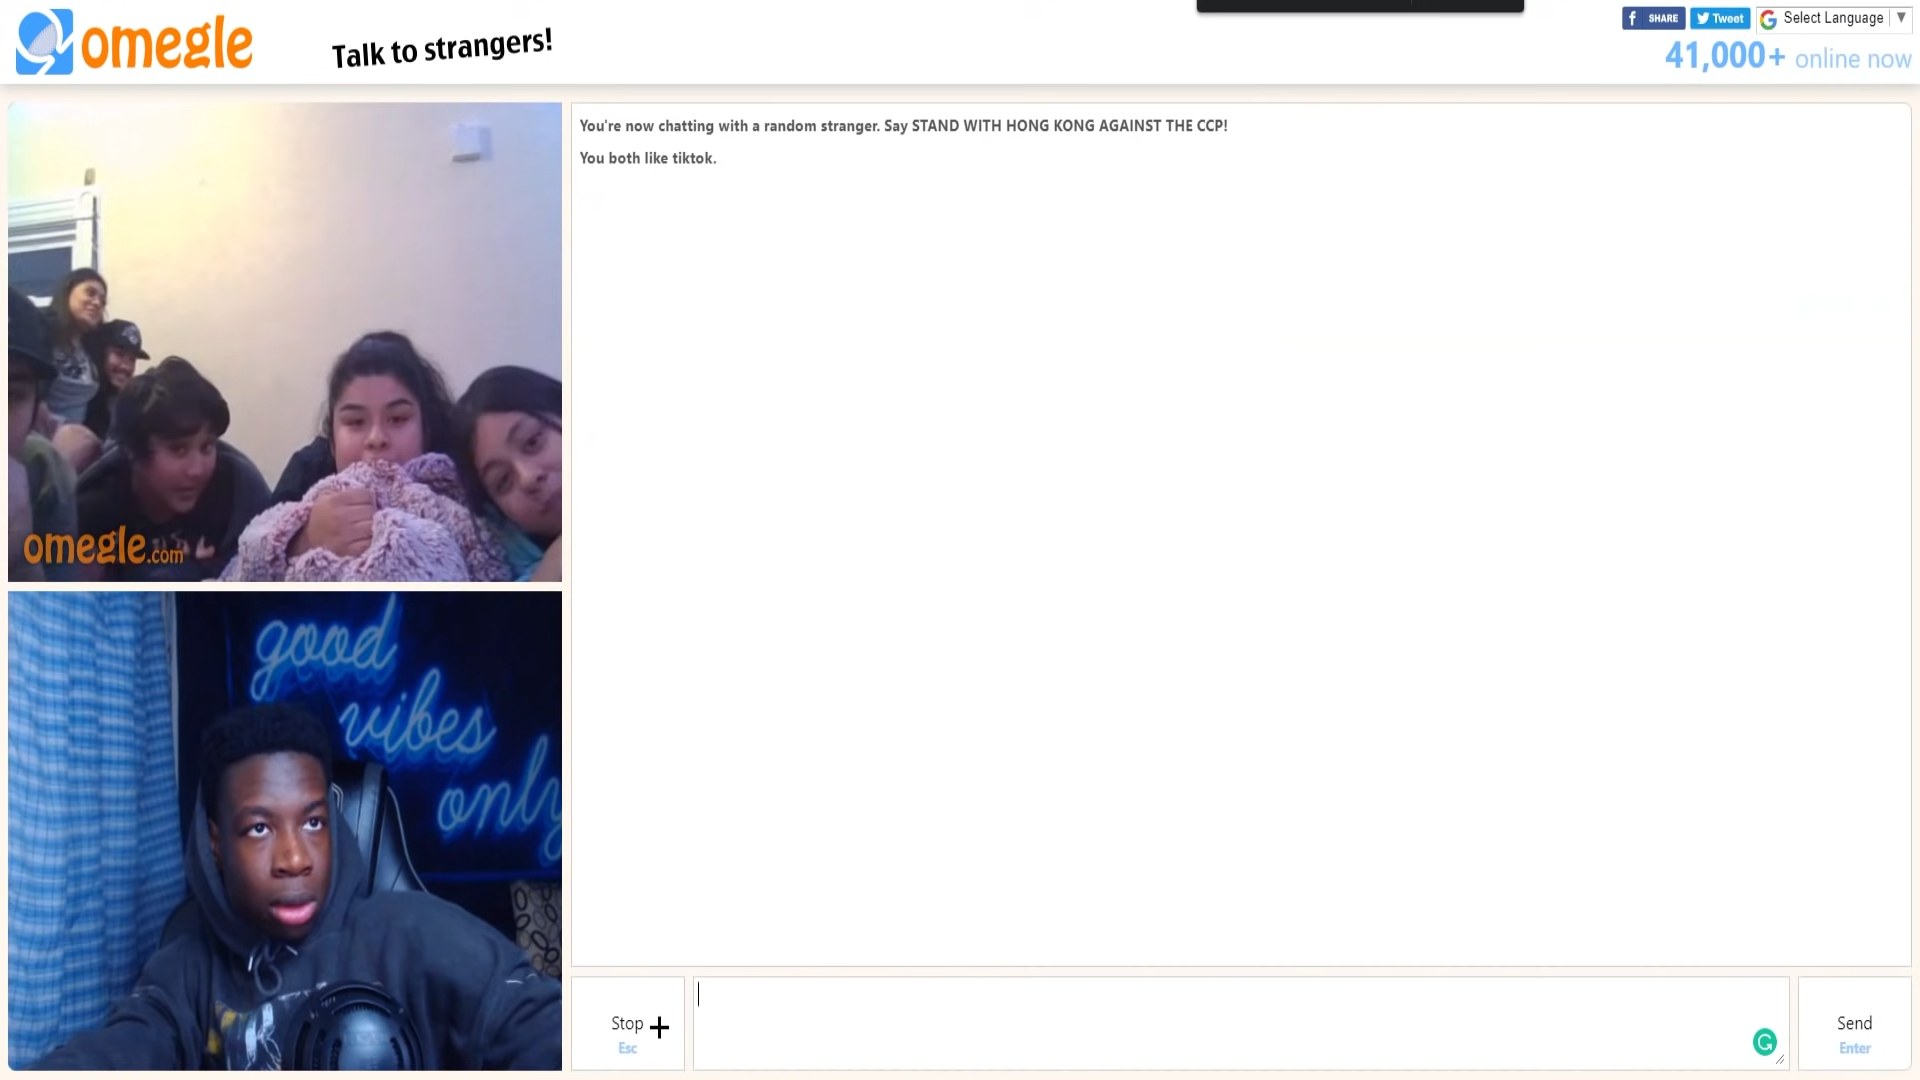 omegle
Talk to strangers!
SHARE
Tweet
Select Language
41,000+ online now
You're now chatting with a random stranger. Say STAND WITH HONG KONG AGAINST THE CCP!
You both like tiktok.
omegle.com
good
vibes
only
Stop
Esc
Send
Enter